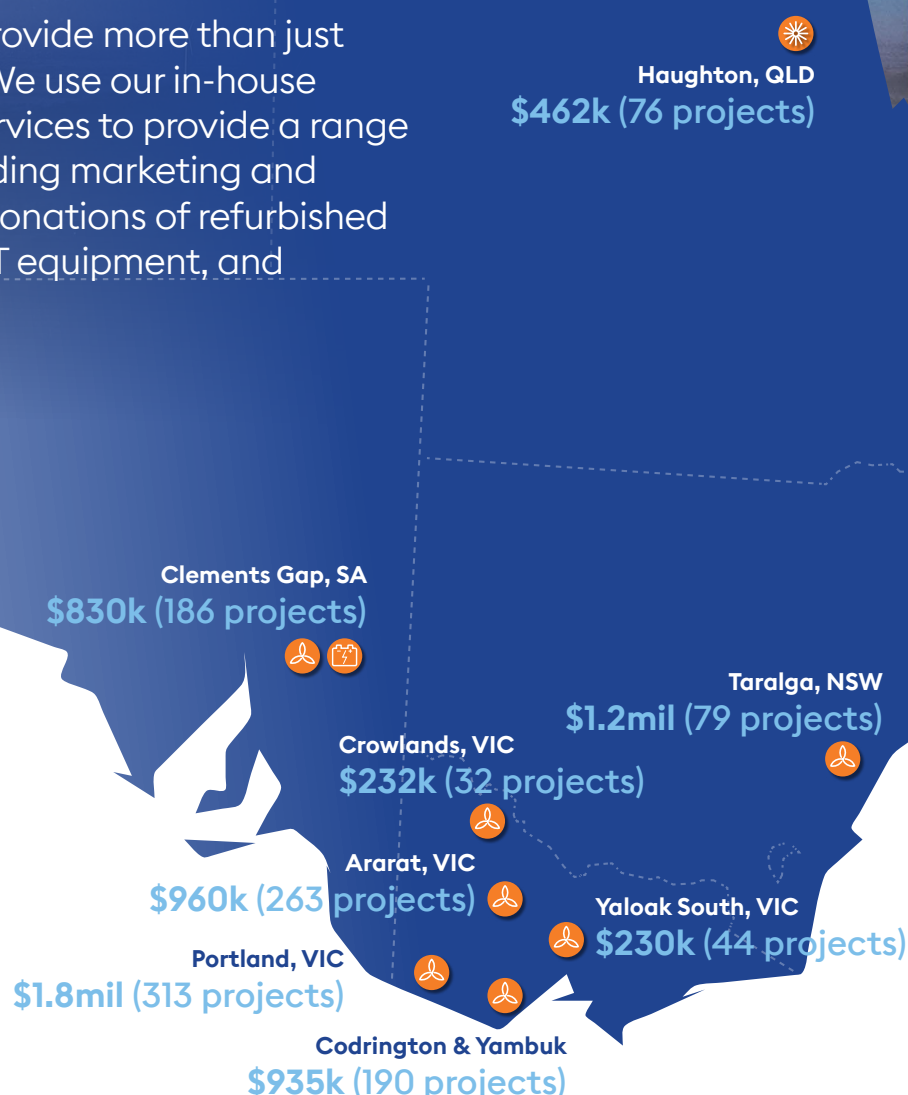 rovide more than just
We use our in-house
rvices to provide a range
ding marketing and
onations of refurbished
T equipment, and
Haughton, QLD
$462k (76 projects)
Clements Gap, SA
$830k (186 projects)
Taralga, NSW
$1.2mil (79 projects)
Crowlands, VIC
$232k (32 projects)
Ararat, VIC
$960k (263 projects)
Yaloak South, VIC
$230k (44 projects)
Portland, VIC
$1.8mil (313 projects)
Codrington & Yambuk
$935k (190 projects)